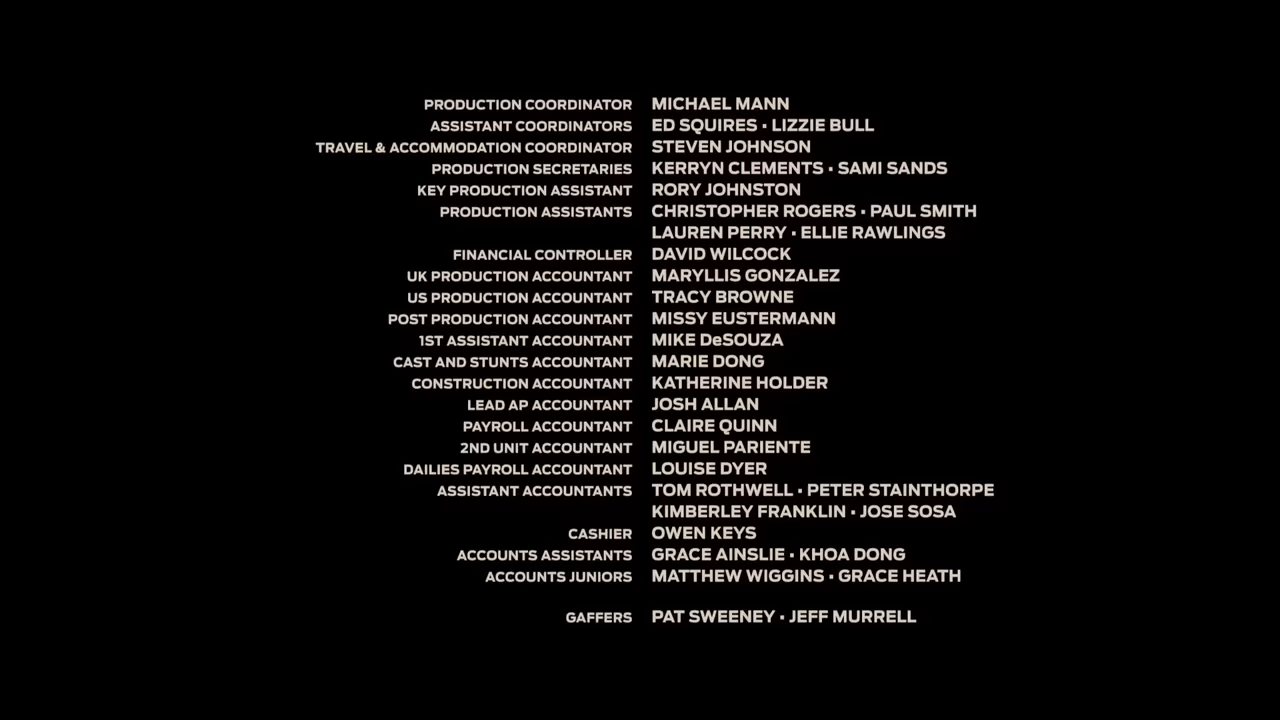 PRODUCTION COORDINATOR MICHAEL MANN
ASSISTANT COORDINATORS ED SQUIRES · LIZZIE BULL
TRAVEL & ACCOMMODATION COORDINATOR STEVEN JOHNSON
PRODUCTION SECRETARIES KERRYN CLEMENTS · SAMI SANDS
KEY PRODUCTION ASSISTANT RORY JOHNSTON
PRODUCTION ASSISTANTS CHRISTOPHER ROGERS · PAUL SMITH
LAUREN PERRY · ELLIE RAWLINGS
FINANCIAL CONTROLLER DAVID WILCOCK
UK PRODUCTION ACCOUNTANT MARYLLIS GONZALEZ
US PRODUCTION ACCOUNTANT TRACY BROWNE
POST PRODUCTION ACCOUNTANT MISSY EUSTERMANN
1ST ASSISTANT ACCOUNTANT MIKE DeSOUZA
CAST AND STUNTS ACCOUNTANT MARIE DONG
CONSTRUCTION ACCOUNTANT KATHERINE HOLDER
LEAD AP ACCOUNTANT JOSH ALLAN
PAYROLL ACCOUNTANT CLAIRE QUINN
2ND UNIT ACCOUNTANT MIGUEL PARIENTE
DAILIES PAYROLL ACCOUNTANT LOUISE DYER
ASSISTANT ACCOUNTANTS TOM ROTHWELL · PETER STAINTHORPE
KIMBERLEY FRANKLIN · JOSE SOSA
CASHIER OWEN KEYS
ACCOUNTS ASSISTANTS GRACE AINSLIE · KHOA DONG
ACCOUNTS JUNIORS MATTHEW WIGGINS · GRACE HEATH
GAFFERS PAT SWEENEY · JEFF MURRELL